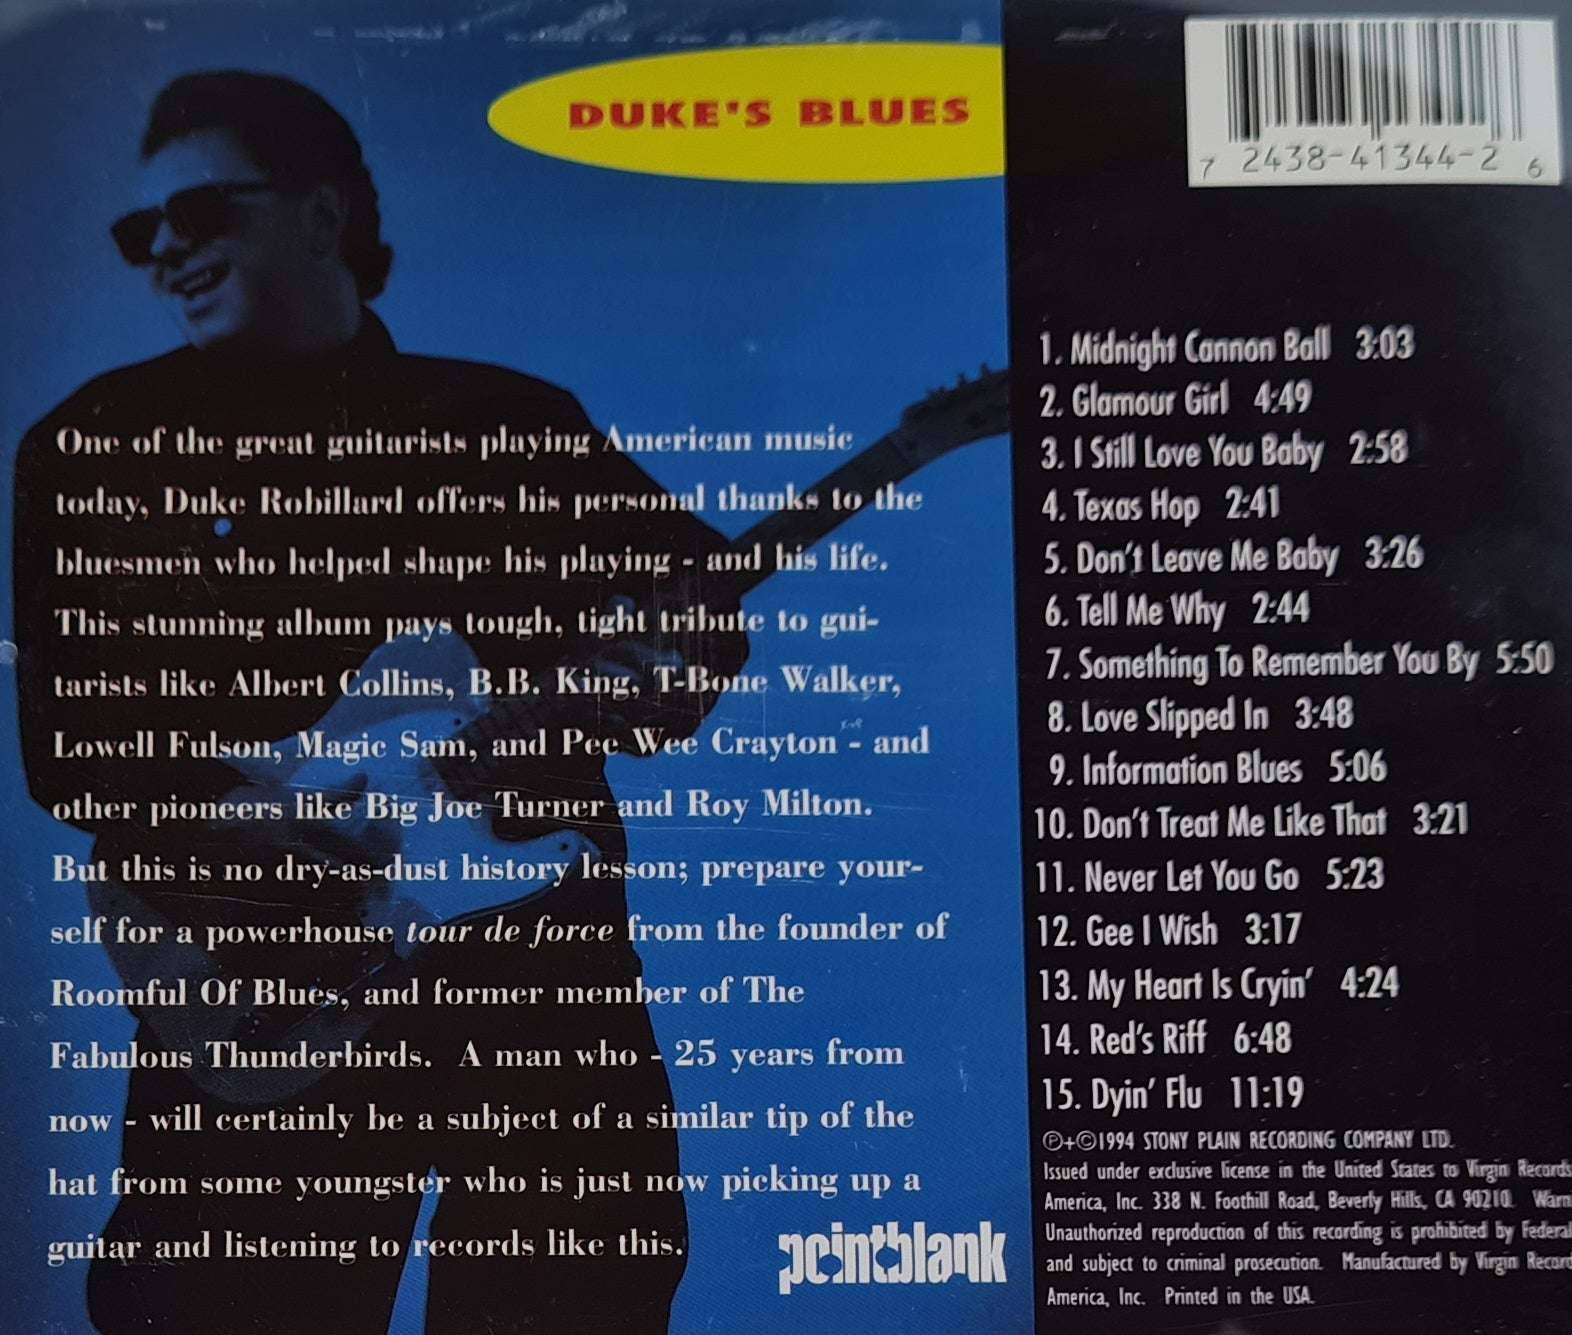 DUKE'S BLUES
One of the great guitarists playing American music
today, Duke Robillard offers his personal thanks to the
bluesmen who helped shape his playing - and his life.
This stunning album pays tough, tight tribute to gui-
tarists like Albert Collins, B.B. King, T-Bone Walker,
Lowell Fulson, Magic Sam, and Pee Wee Crayton - and
other pioneers like Big Joe Turner and Roy Milton.
But this is no dry-as-dust history lesson; prepare your-
self for a powerhouse tour de force from the founder of
Roomful Of Blues, and former member of The
Fabulous Thunderbirds. A man who - 25 years from
now - will certainly be a subject of a similar tip of the
hat from some youngster who is just now picking up a
guitar and listening to records like this.
pointblank
7 2438-41344-2 6
1. Midnight Cannon Ball 3:03
2. Glamour Girl 4:49
3. I Still Love You Baby 2:58
4. Texas Hop 2:41
5. Don't Leave Me Baby 3:26
6. Tell Me Why 2:44
7. Something To Remember You By 5:50
8. Love Slipped In 3:48
9. Information Blues 5:06
10. Don't Treat Me Like That 3:21
11. Never Let You Go 5:23
12. Gee I Wish 3:17
13. My Heart Is Cryin' 4:24
14. Red's Riff 6:48
15. Dyin' Flu 11:19
℗+©1994 STONY PLAIN RECORDING COMPANY LTD.
Issued under exclusive license in the United States to Virgin Records
America, Inc. 338 N. Foothill Road, Beverly Hills, CA 90210. Warn
Unauthorized reproduction of this recording is prohibited by Federal
and subject to criminal prosecution. Manufactured by Virgin Record
America, Inc. Printed in the USA.